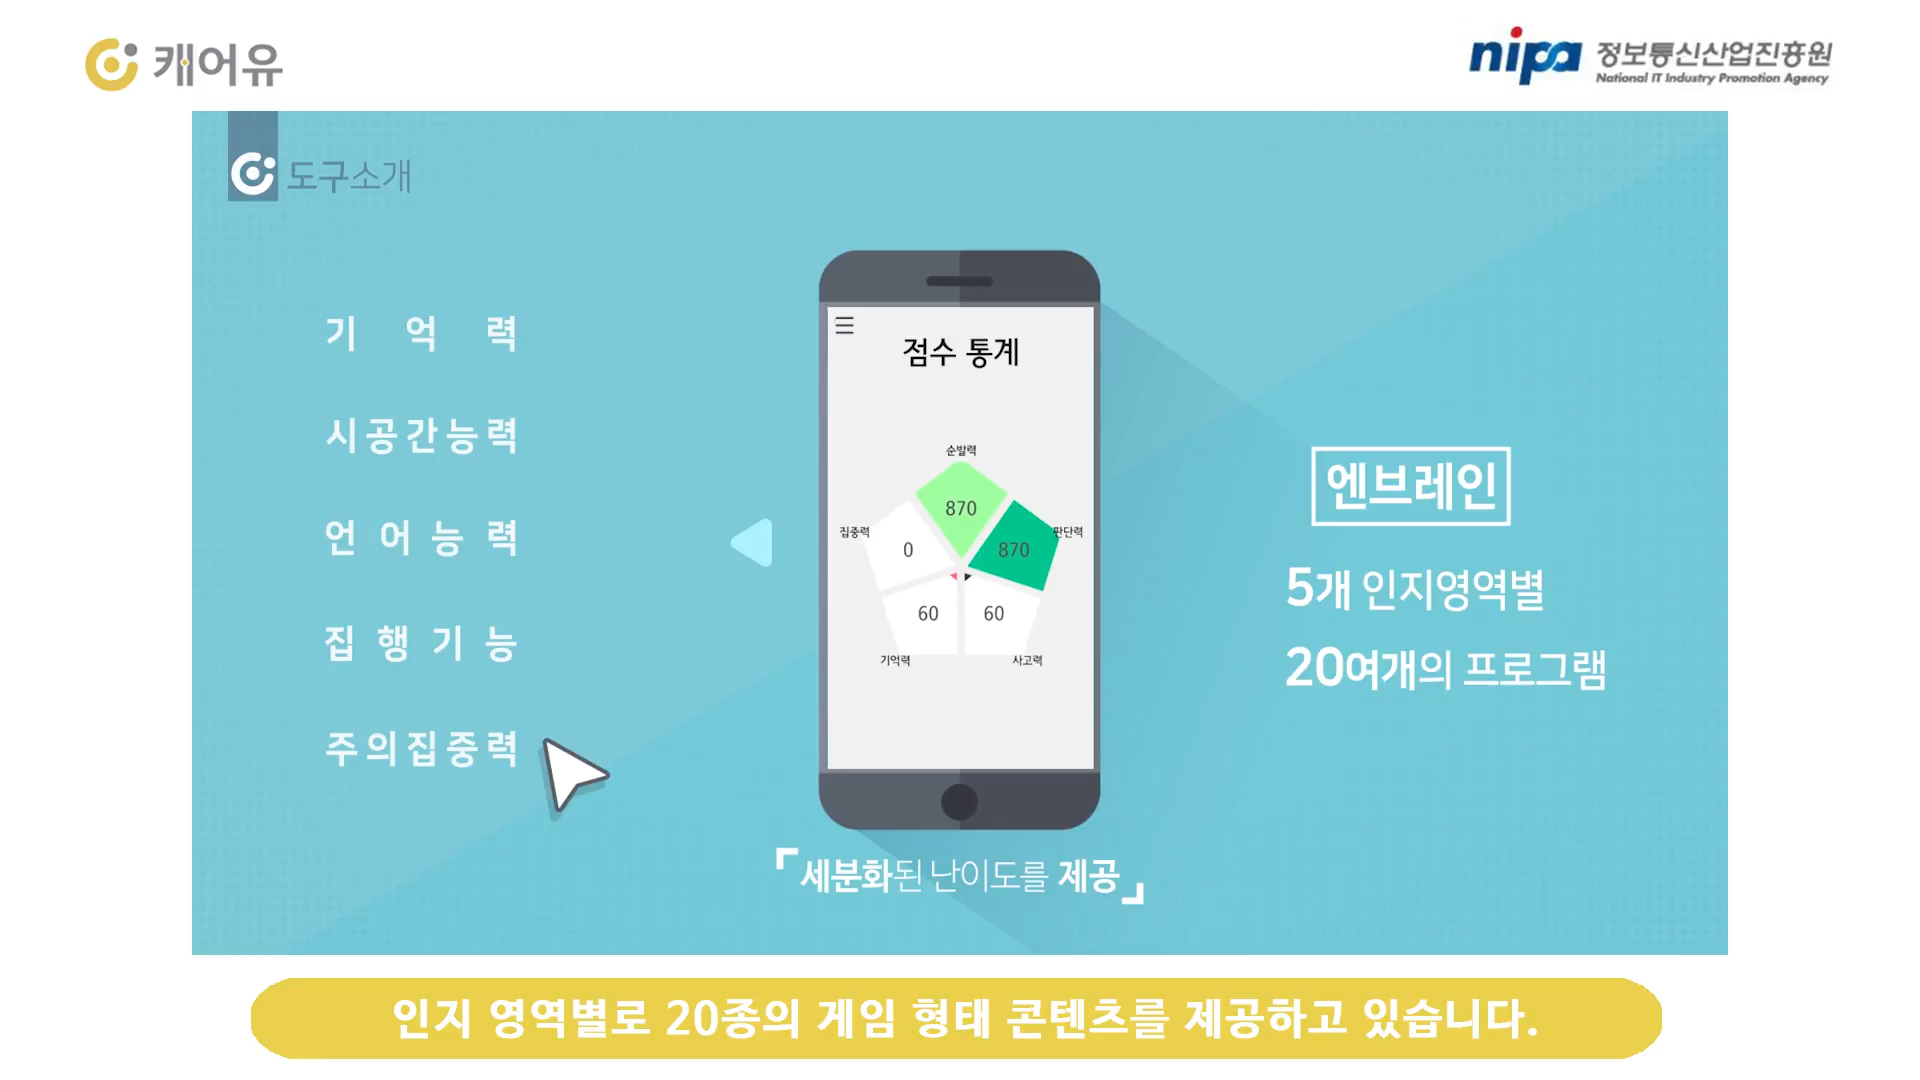 캐어유
nipa 정보통신산업진흥원
National IT Industry Promotion Agency
도구소개
기억력
시공간능력
언어능력
집행기능
주의집중력
점수 통계
순발력
870
집중력
0
판단력
870
60
60
기억력
사고력
「세분화된 난이도를 제공」
엔브레인
5개 인지영역별
20여개의 프로그램
인지 영역별로 20종의 게임 형태 콘텐츠를 제공하고 있습니다.